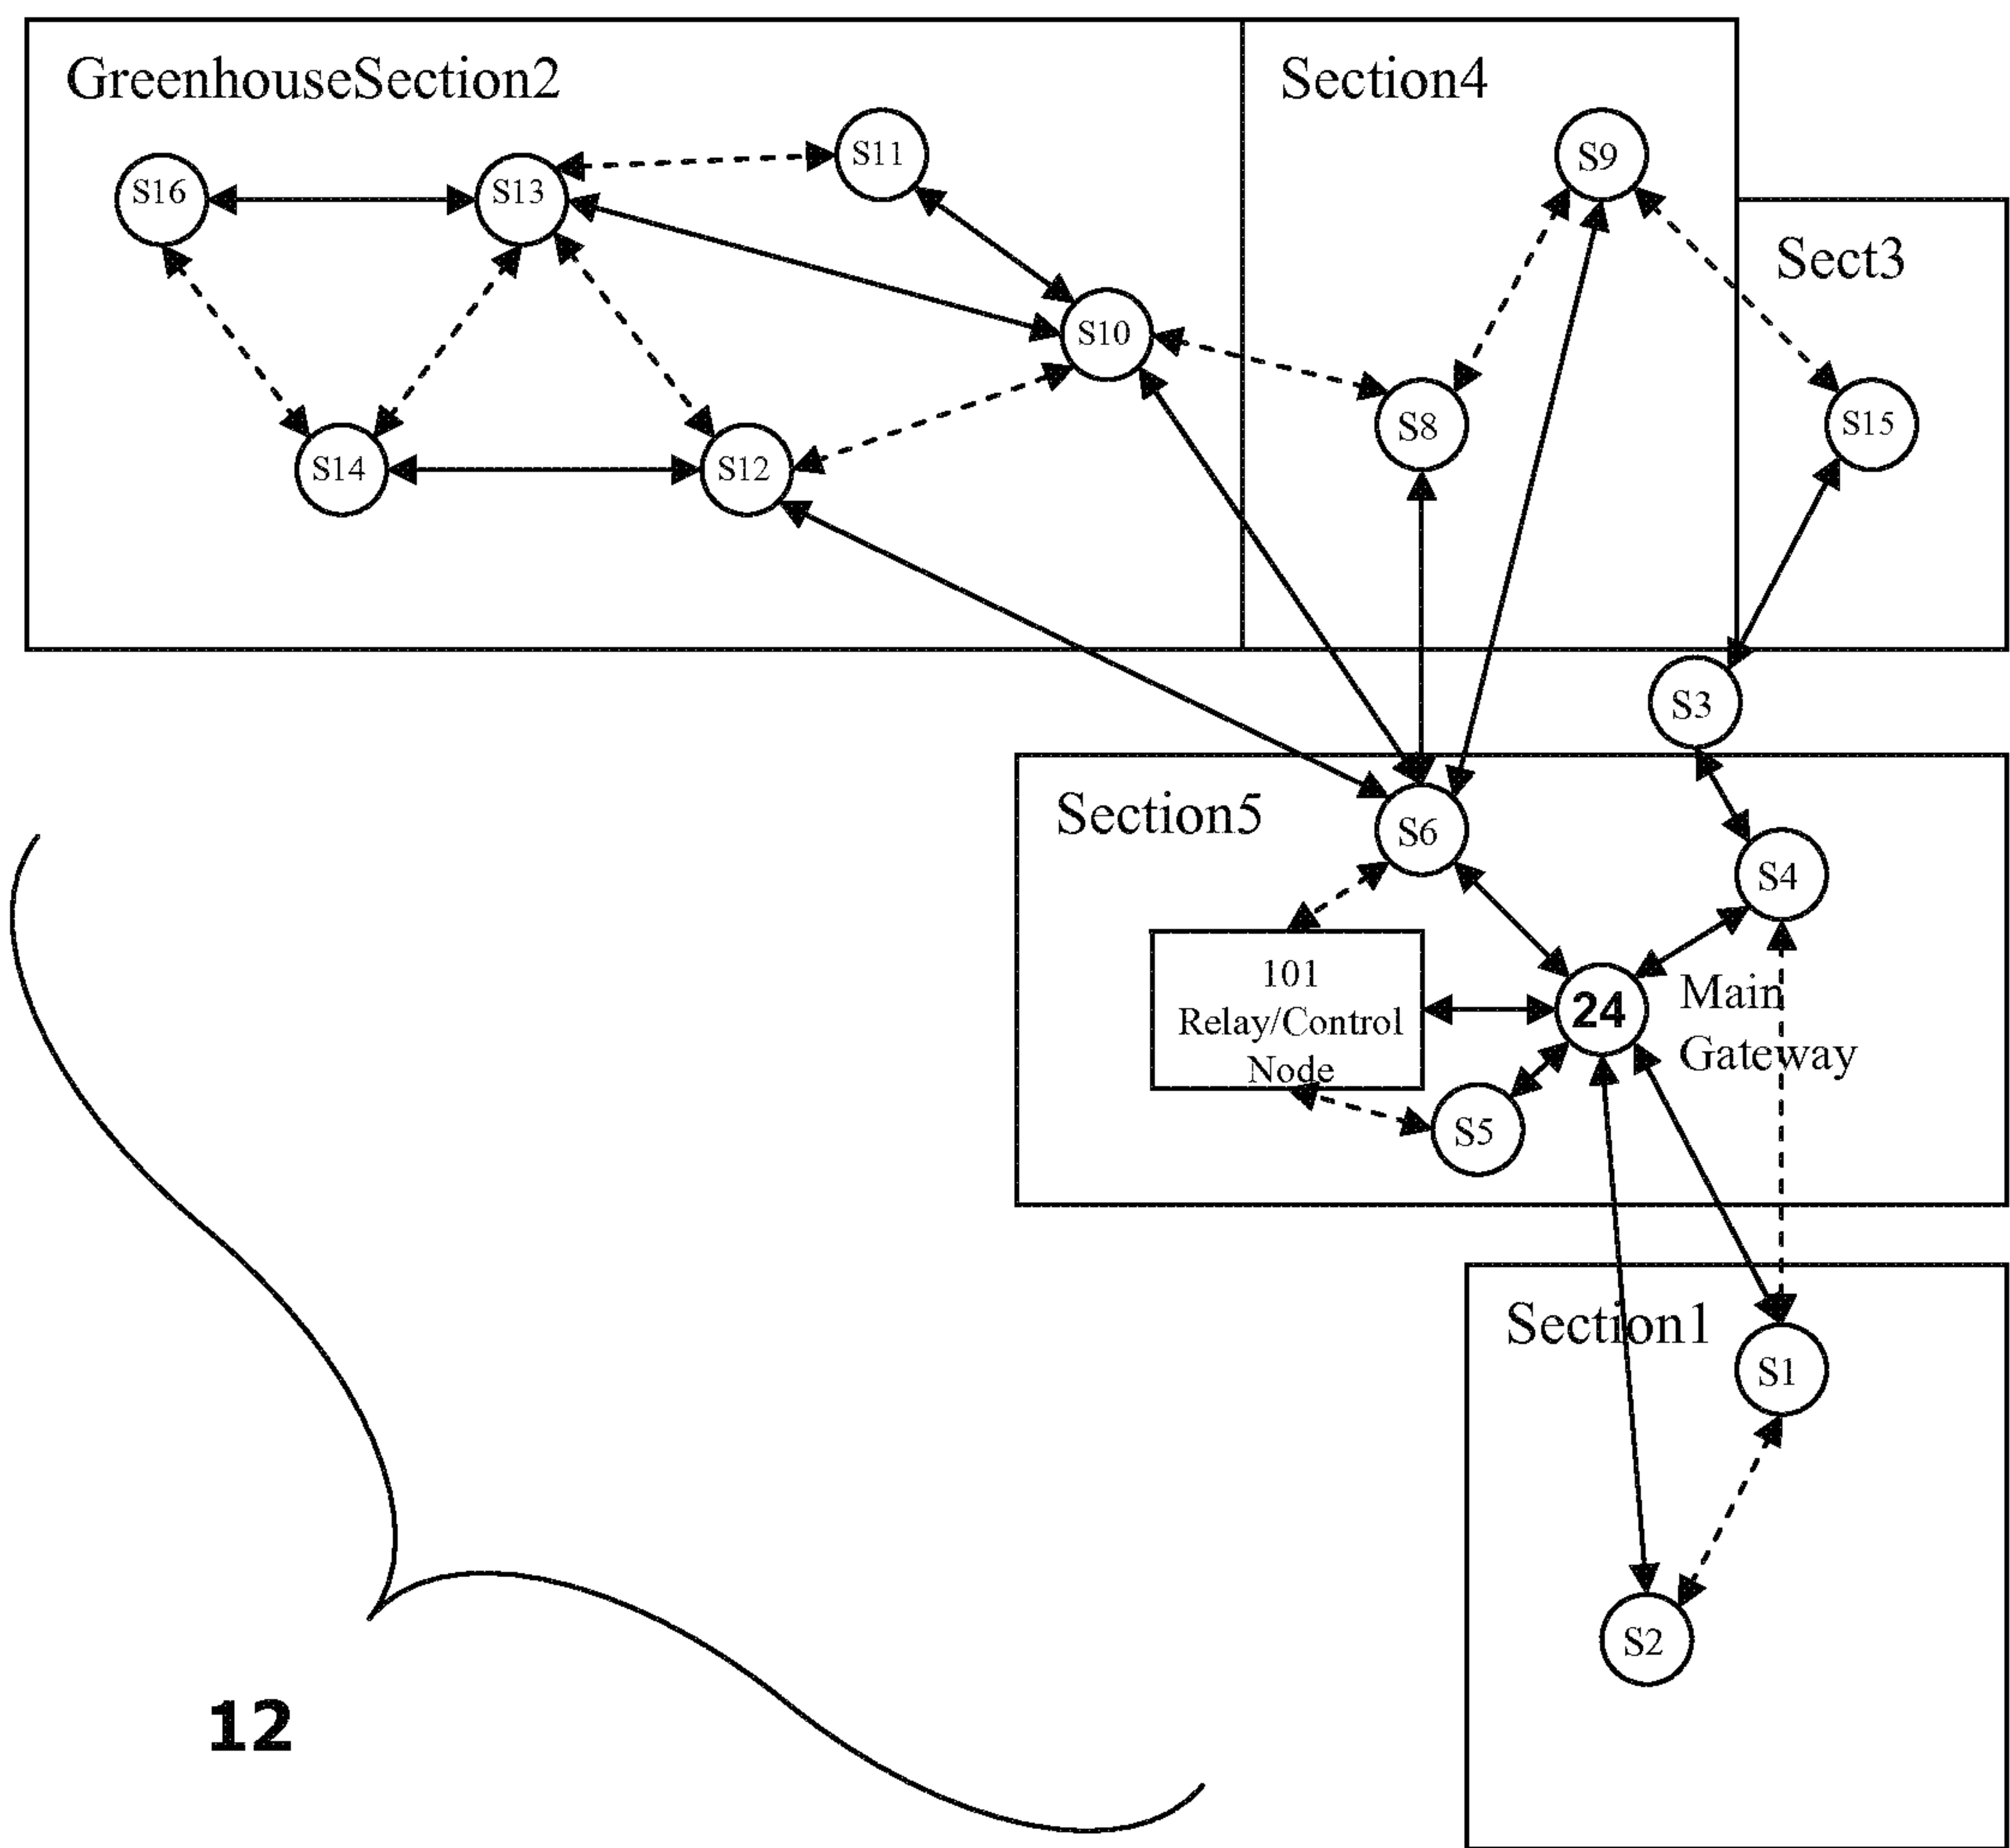 GreenhouseSection2
Section4
S11
S9
S16
S13
Sect3
S10
S8
S15
S14
S12
S3
Section5
S6
S4
101
Relay/Control
Node
24
Main
Gateway
S5
Section1
S1
S2
12